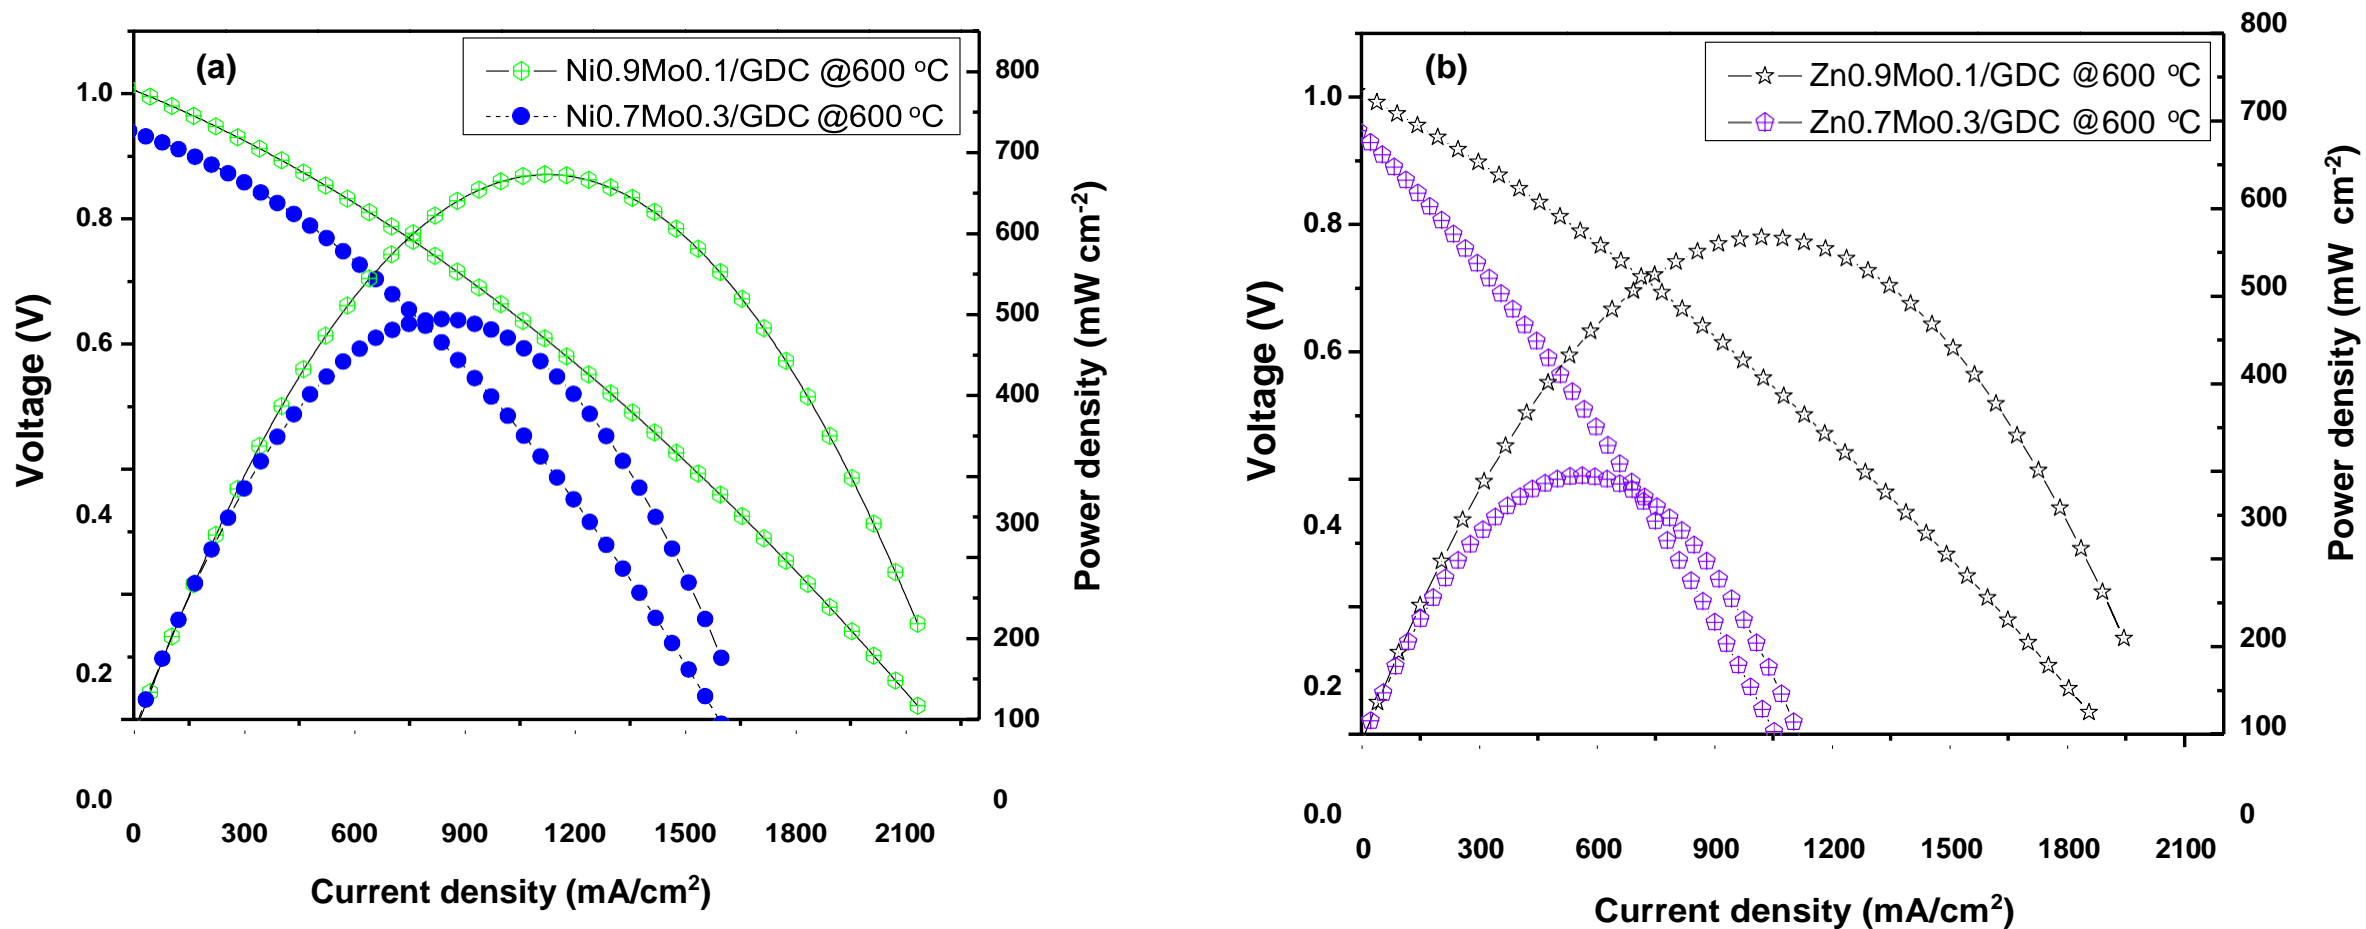 (a)
Ni0.9Mo0.1/GDC @600 °C
Ni0.7Mo0.3/GDC @600 °C
1.0
0.8
0.6
0.4
0.2
0.0
Voltage (V)
800
700
600
500
400
300
200
100
0
Power density (mW cm-2)
0 300 600 900 1200 1500 1800 2100
Current density (mA/cm2)
(b)
Zn0.9Mo0.1/GDC @600 °C
Zn0.7Mo0.3/GDC @600 °C
1.0
0.8
0.6
0.4
0.2
0.0
Voltage (V)
800
700
600
500
400
300
200
100
0
Power density (mW cm-2)
0 300 600 900 1200 1500 1800 2100
Current density (mA/cm2)